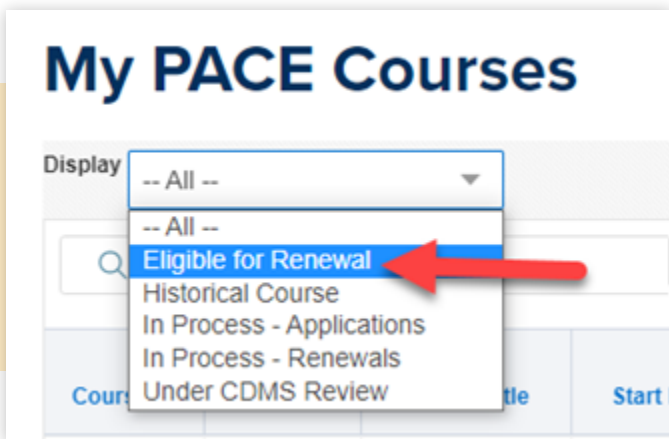 My PACE Courses
Display
-- All --
-- All --
Eligible for Renewal
Historical Course
In Process - Applications
In Process - Renewals
Under CDMS Review
Start